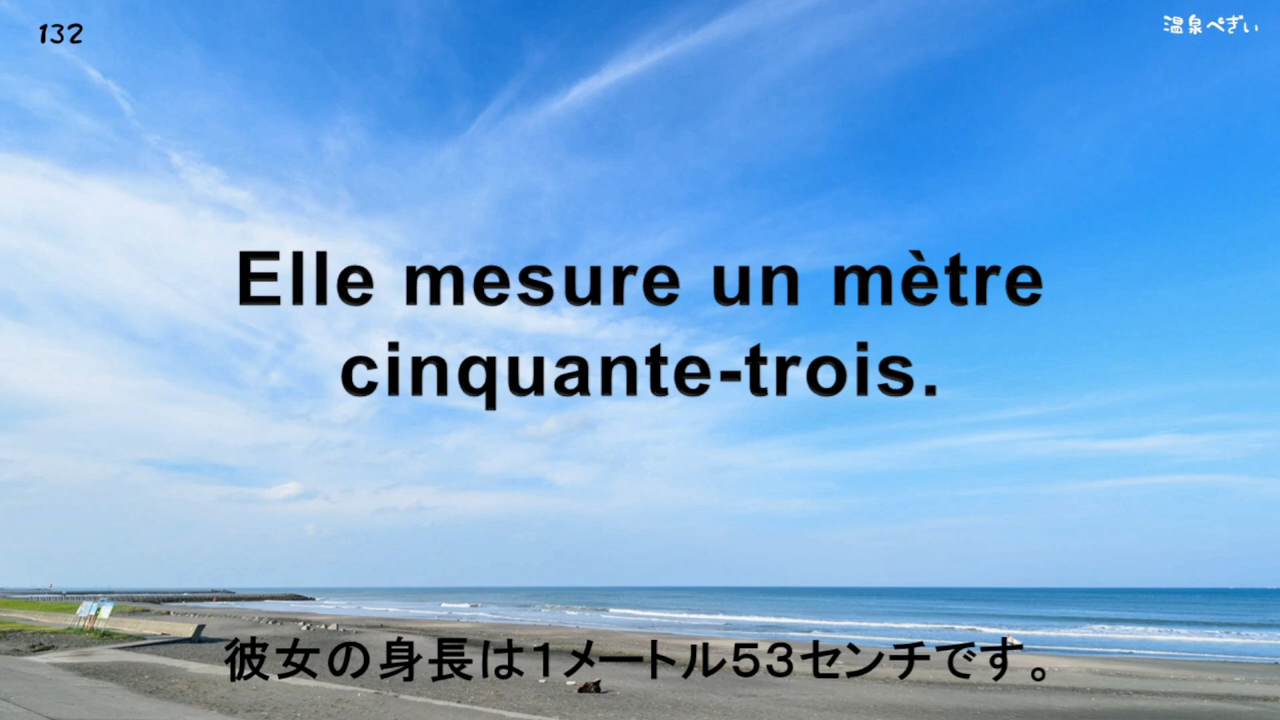 132
温泉ぺぎぃ
Elle mesure un mètre
cinquante-trois.
彼女の身長は1メートル53センチです。